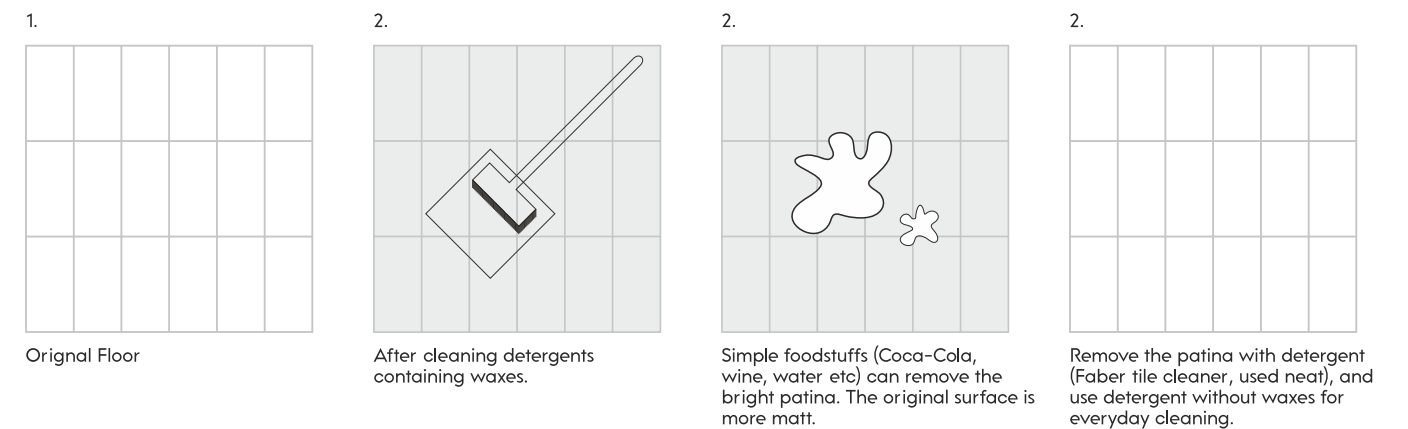 1.
Orignal Floor
2.
After cleaning detergents
containing waxes.
2.
Simple foodstuffs (Coca-Cola,
wine, water etc) can remove the
bright patina. The original surface is
more matt.
2.
Remove the patina with detergent
(Faber tile cleaner, used neat), and
use detergent without waxes for
everyday cleaning.